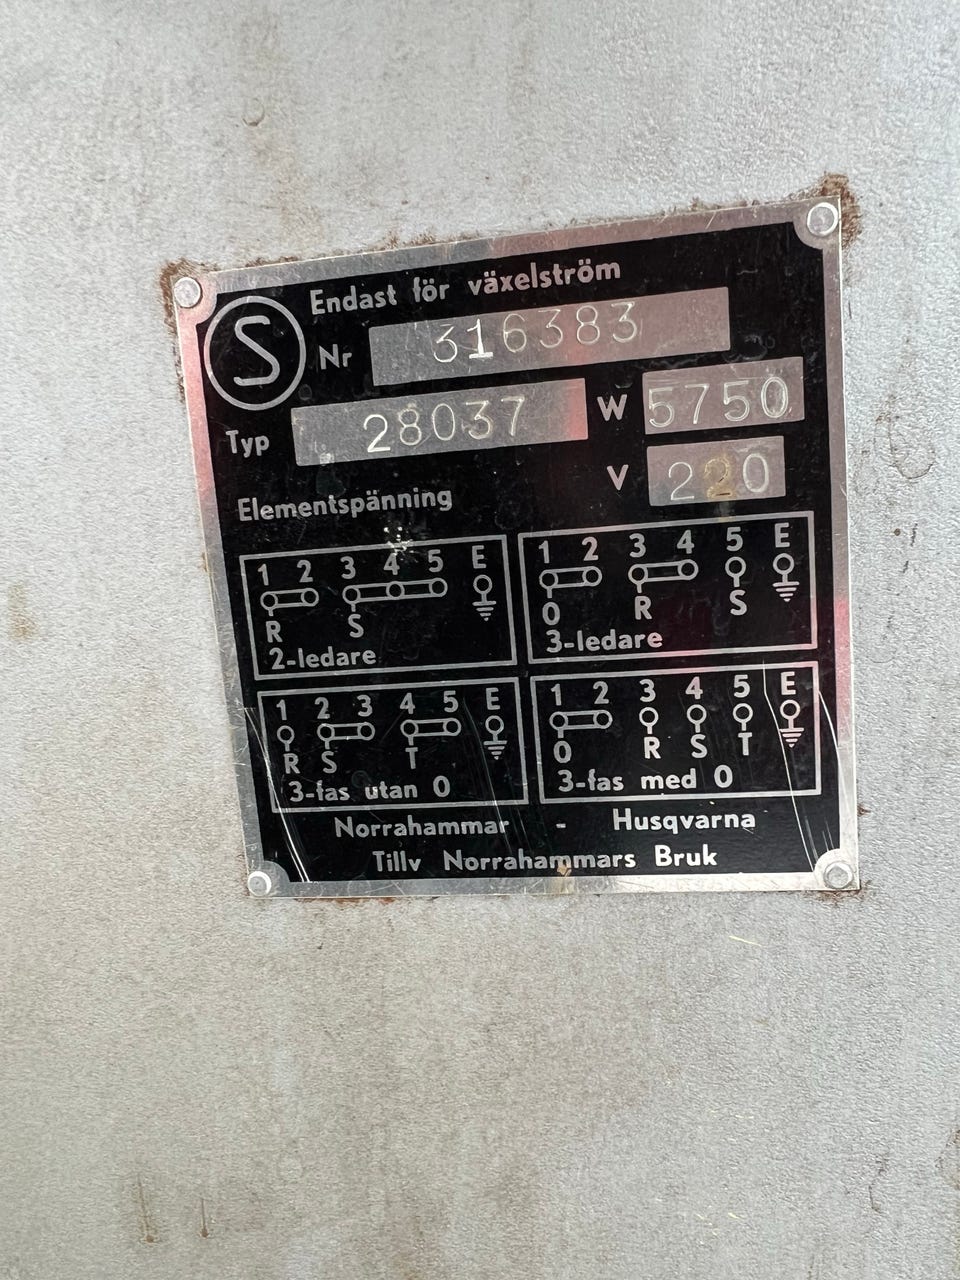 S
Endast för växelström
Nr 316383
Typ 28037 W 5750
V 220
Elementspänning
1 2 3 4 5 E
R S
2-ledare
1 2 3 4 5 E
0 R S
3-ledare
1 2 3 4 5 E
R S T
3-fas utan 0
1 2 3 4 5 E
0 R S T
3-fas med 0
Norrahammar - Husqvarna
Tillv Norrahammars Bruk